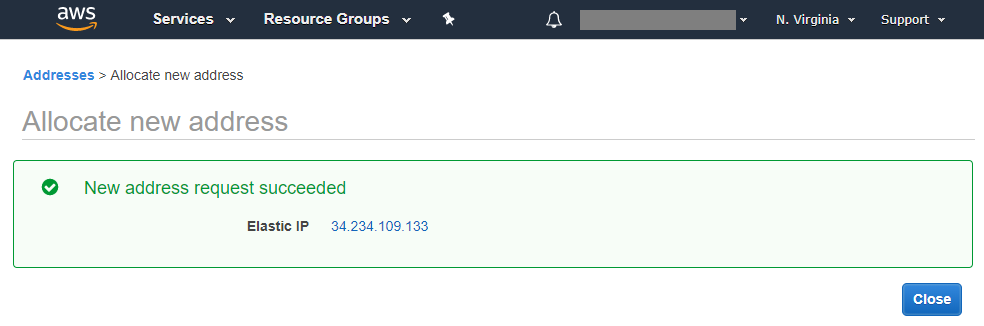 aws Services Resource Groups N. Virginia Support
Addresses > Allocate new address
Allocate new address
New address request succeeded
Elastic IP 34.234.109.133
Close